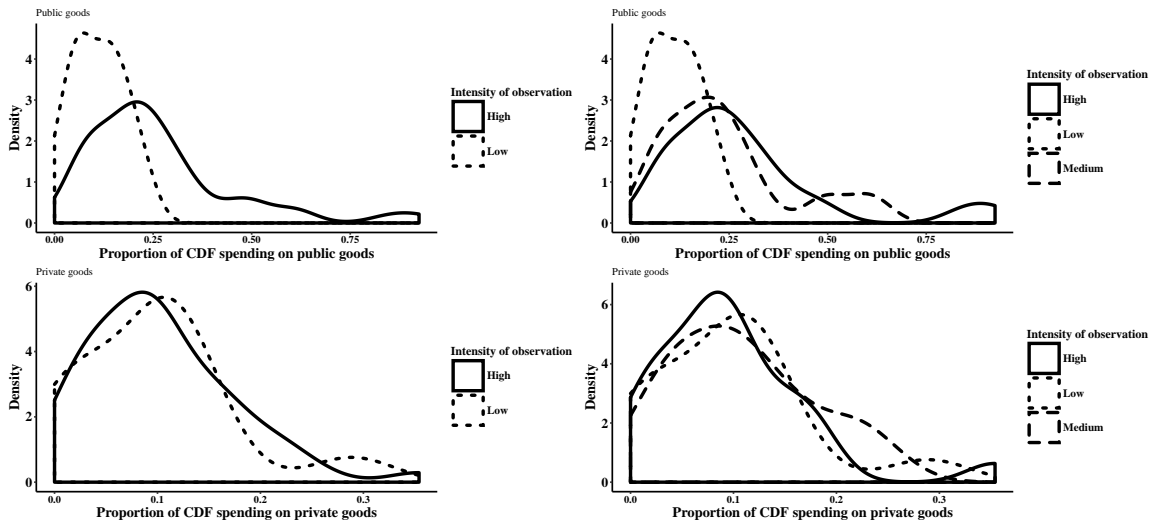 Public goods
Density
4
3
2
1
0
0.00 0.25 0.50 0.75
Proportion of CDF spending on public goods
Intensity of observation
High
Low
Public goods
Density
4
3
2
1
0
0.00 0.25 0.50 0.75
Proportion of CDF spending on public goods
Intensity of observation
High
Low
Medium
Private goods
Density
6
4
2
0
0.0 0.1 0.2 0.3
Proportion of CDF spending on private goods
Intensity of observation
High
Low
Private goods
Density
6
4
2
0
0.0 0.1 0.2 0.3
Proportion of CDF spending on private goods
Intensity of observation
High
Low
Medium